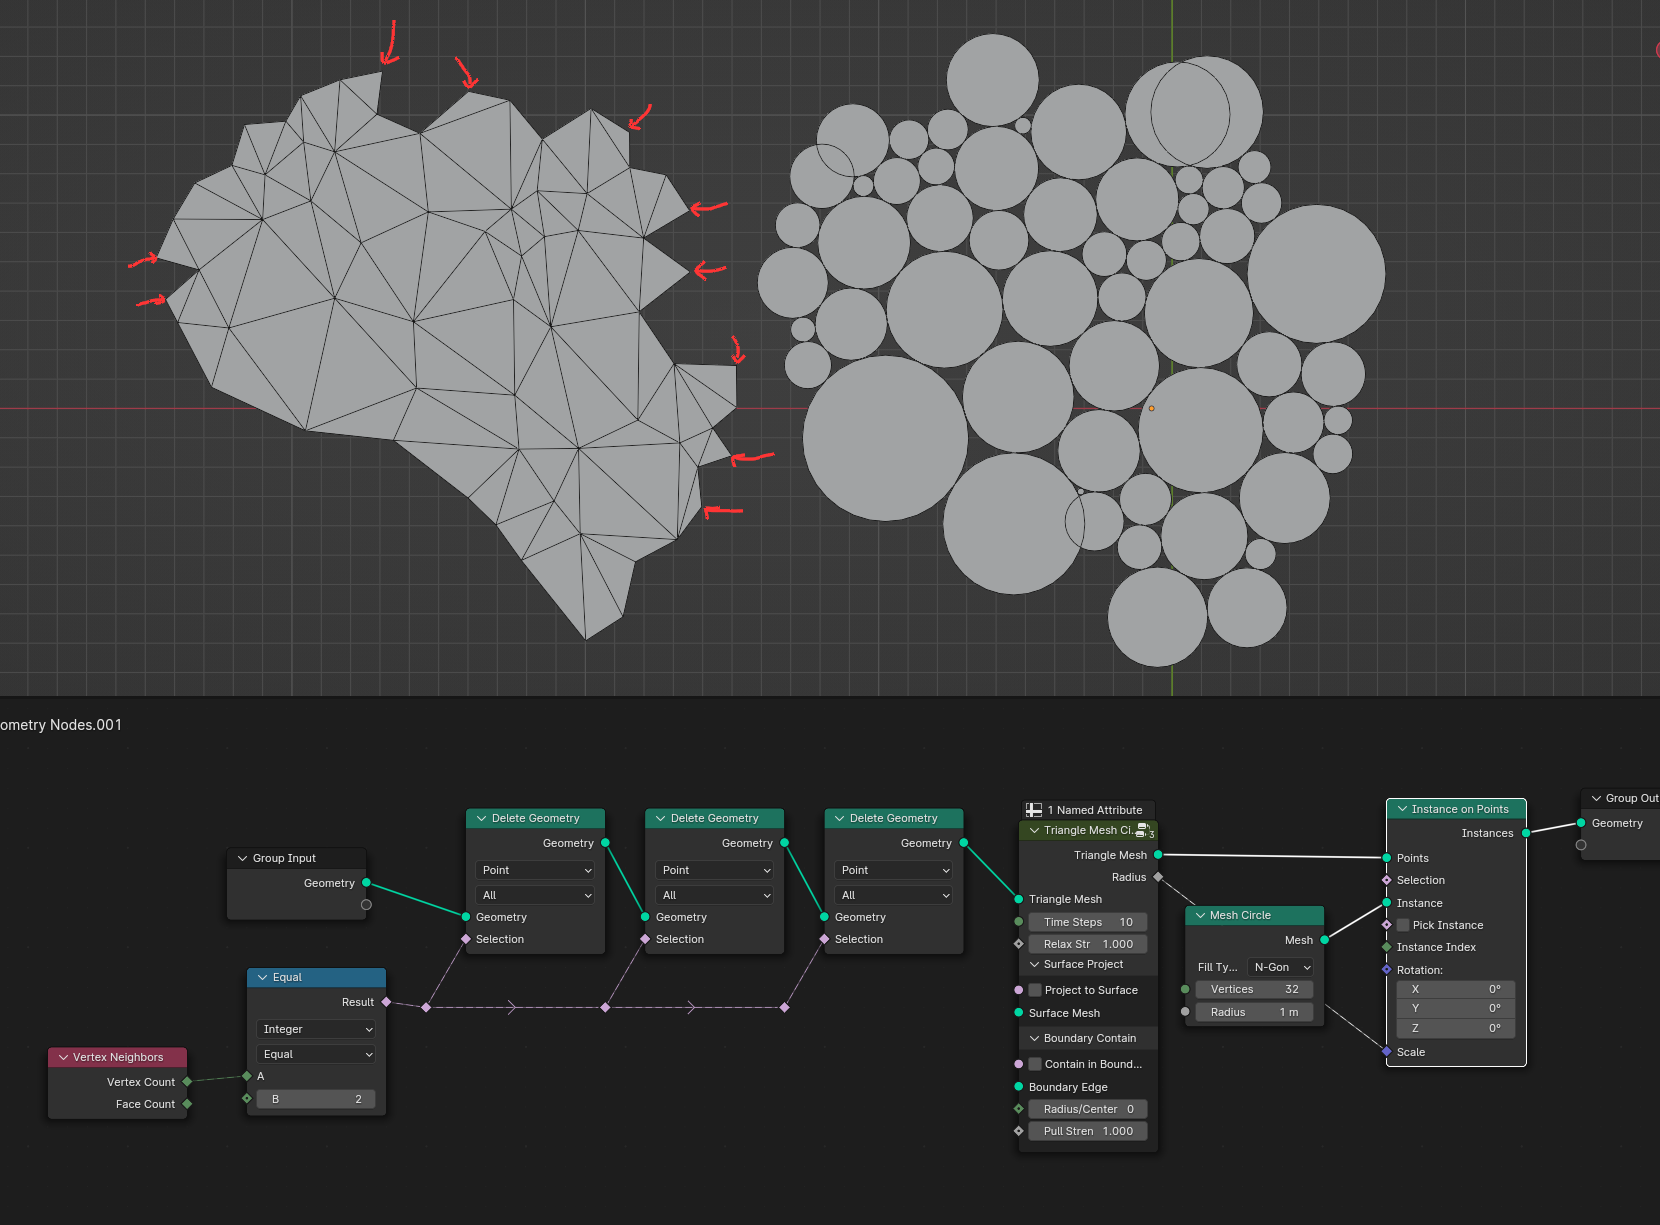 ometry Nodes.001
Group Input
Geometry
Equal
Result
Integer
Equal
A
B 2
Vertex Neighbors
Vertex Count
Face Count
Delete Geometry
Geometry
Point
All
Geometry
Selection
Delete Geometry
Geometry
Point
All
Geometry
Selection
Delete Geometry
Geometry
Point
All
Geometry
Selection
1 Named Attribute
Triangle Mesh Ci... 3
Triangle Mesh
Radius
Triangle Mesh
Time Steps 10
Relax Str 1.000
Surface Project
Project to Surface
Surface Mesh
Boundary Contain
Contain in Bound...
Boundary Edge
Radius/Center 0
Pull Stren 1.000
Mesh Circle
Mesh
Fill Ty... N-Gon
Vertices 32
Radius 1 m
Instance on Points
Instances
Points
Selection
Instance
Pick Instance
Instance Index
Rotation:
X 0°
Y 0°
Z 0°
Scale
Group Out
Geometry